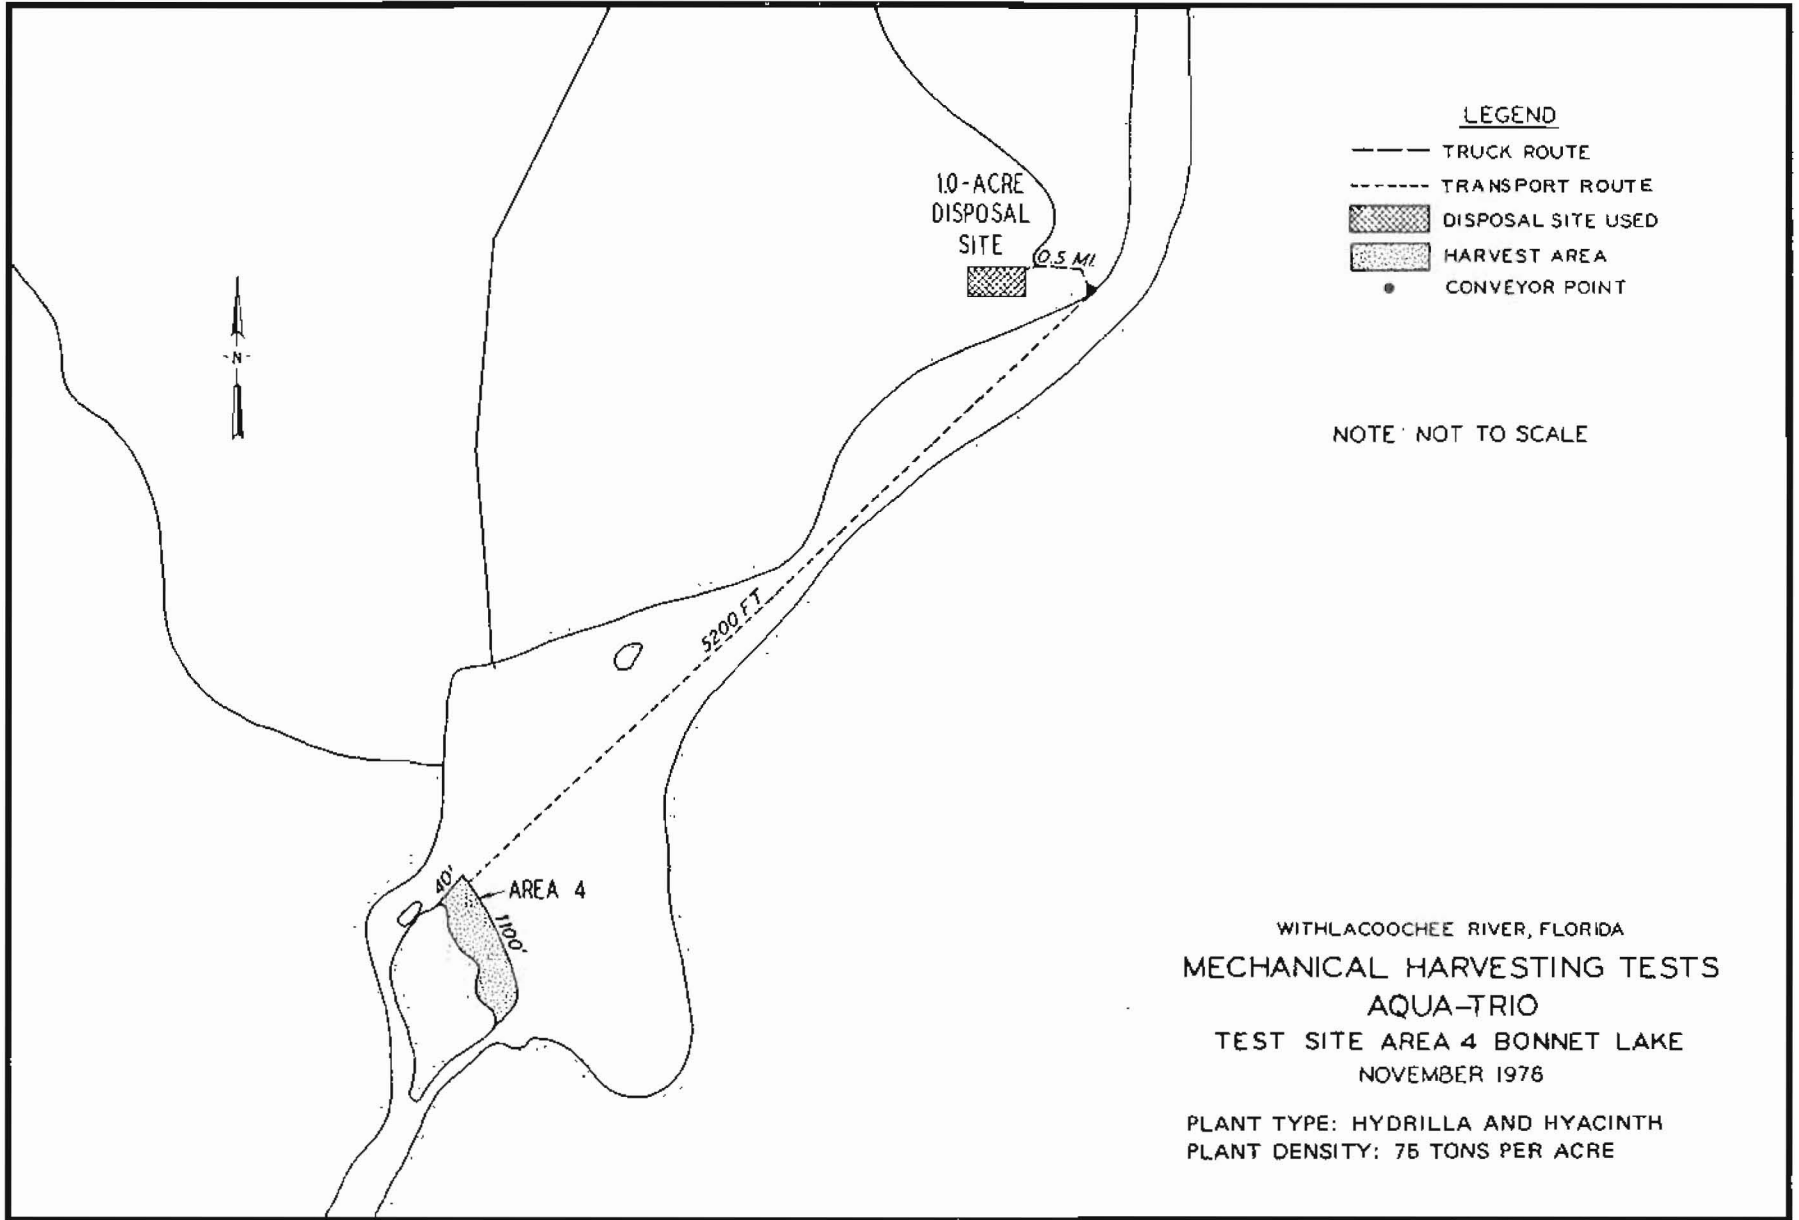 LEGEND
TRUCK ROUTE
TRANSPORT ROUTE
DISPOSAL SITE USED
HARVEST AREA
CONVEYOR POINT
1.0-ACRE
DISPOSAL
SITE
0.5 MI.
-N-
NOTE: NOT TO SCALE
5200 FT
40'
AREA 4
1100'
WITHLACOOCHEE RIVER, FLORIDA
MECHANICAL HARVESTING TESTS
AQUA-TRIO
TEST SITE AREA 4 BONNET LAKE
NOVEMBER 1976
PLANT TYPE: HYDRILLA AND HYACINTH
PLANT DENSITY: 75 TONS PER ACRE